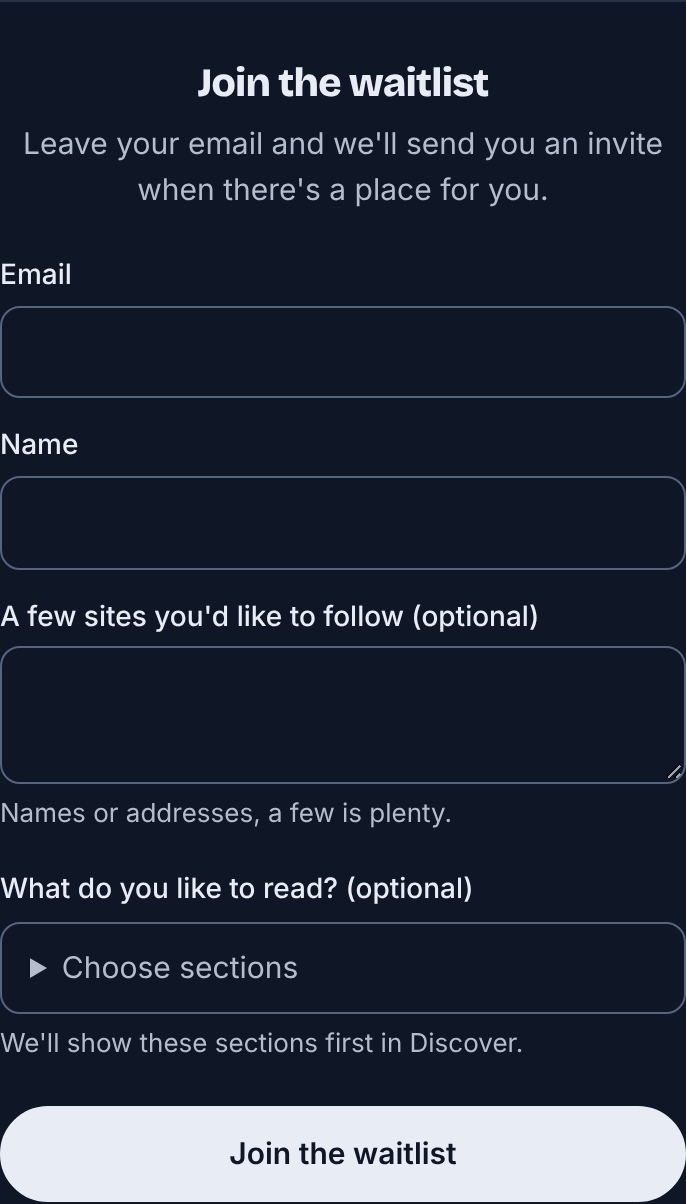 Join the waitlist
Leave your email and we'll send you an invite
when there's a place for you.
Email
Name
A few sites you'd like to follow (optional)
Names or addresses, a few is plenty.
What do you like to read? (optional)
Choose sections
We'll show these sections first in Discover.
Join the waitlist